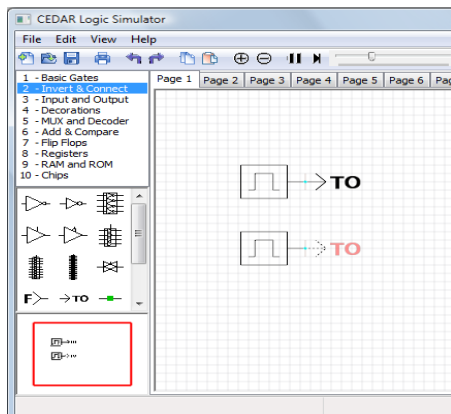 CEDAR Logic Simulator
File Edit View Help
1 - Basic Gates
2 - Invert & Connect
3 - Input and Output
4 - Decorations
5 - MUX and Decoder
6 - Add & Compare
7 - Flip Flops
8 - Registers
9 - RAM and ROM
10 - Chips
Page 1 Page 2 Page 3 Page 4 Page 5 Page 6 Pag
TO
TO
F TO